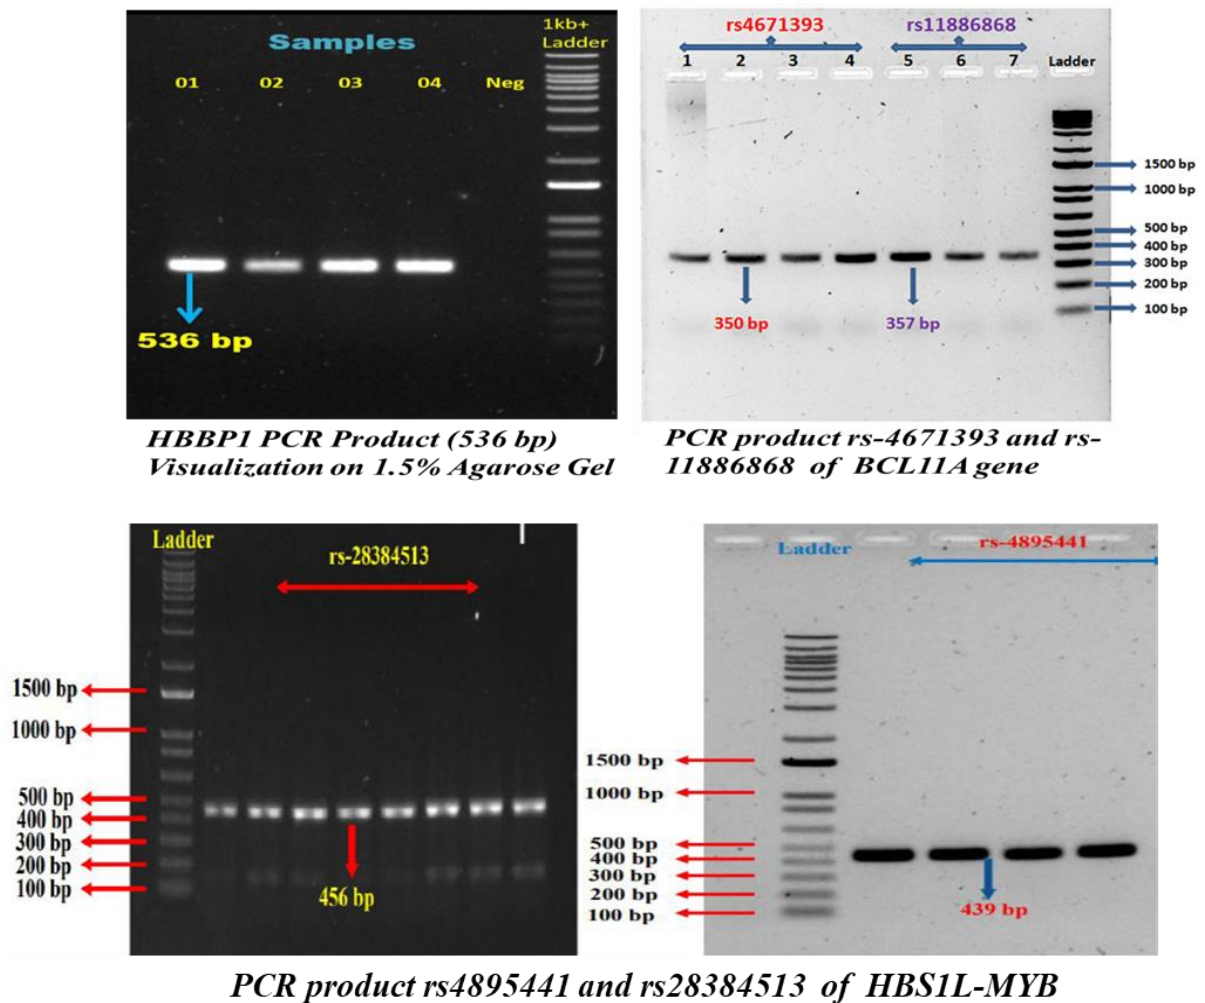 Samples
1kb+
Ladder
01 02 03 04 Neg
536 bp
HBBP1 PCR Product (536 bp)
Visualization on 1.5% Agarose Gel
rs4671393 rs11886868
1 2 3 4 5 6 7 Ladder
1500 bp
1000 bp
500 bp
400 bp
300 bp
200 bp
100 bp
350 bp 357 bp
PCR product rs-4671393 and rs-
11886868 of BCL11A gene
Ladder
rs-28384513
1500 bp
1000 bp
500 bp
400 bp
300 bp
200 bp
100 bp
456 bp
Ladder
rs-4895441
1500 bp
1000 bp
500 bp
400 bp
300 bp
200 bp
100 bp
439 bp
PCR product rs4895441 and rs28384513 of HBS1L-MYB